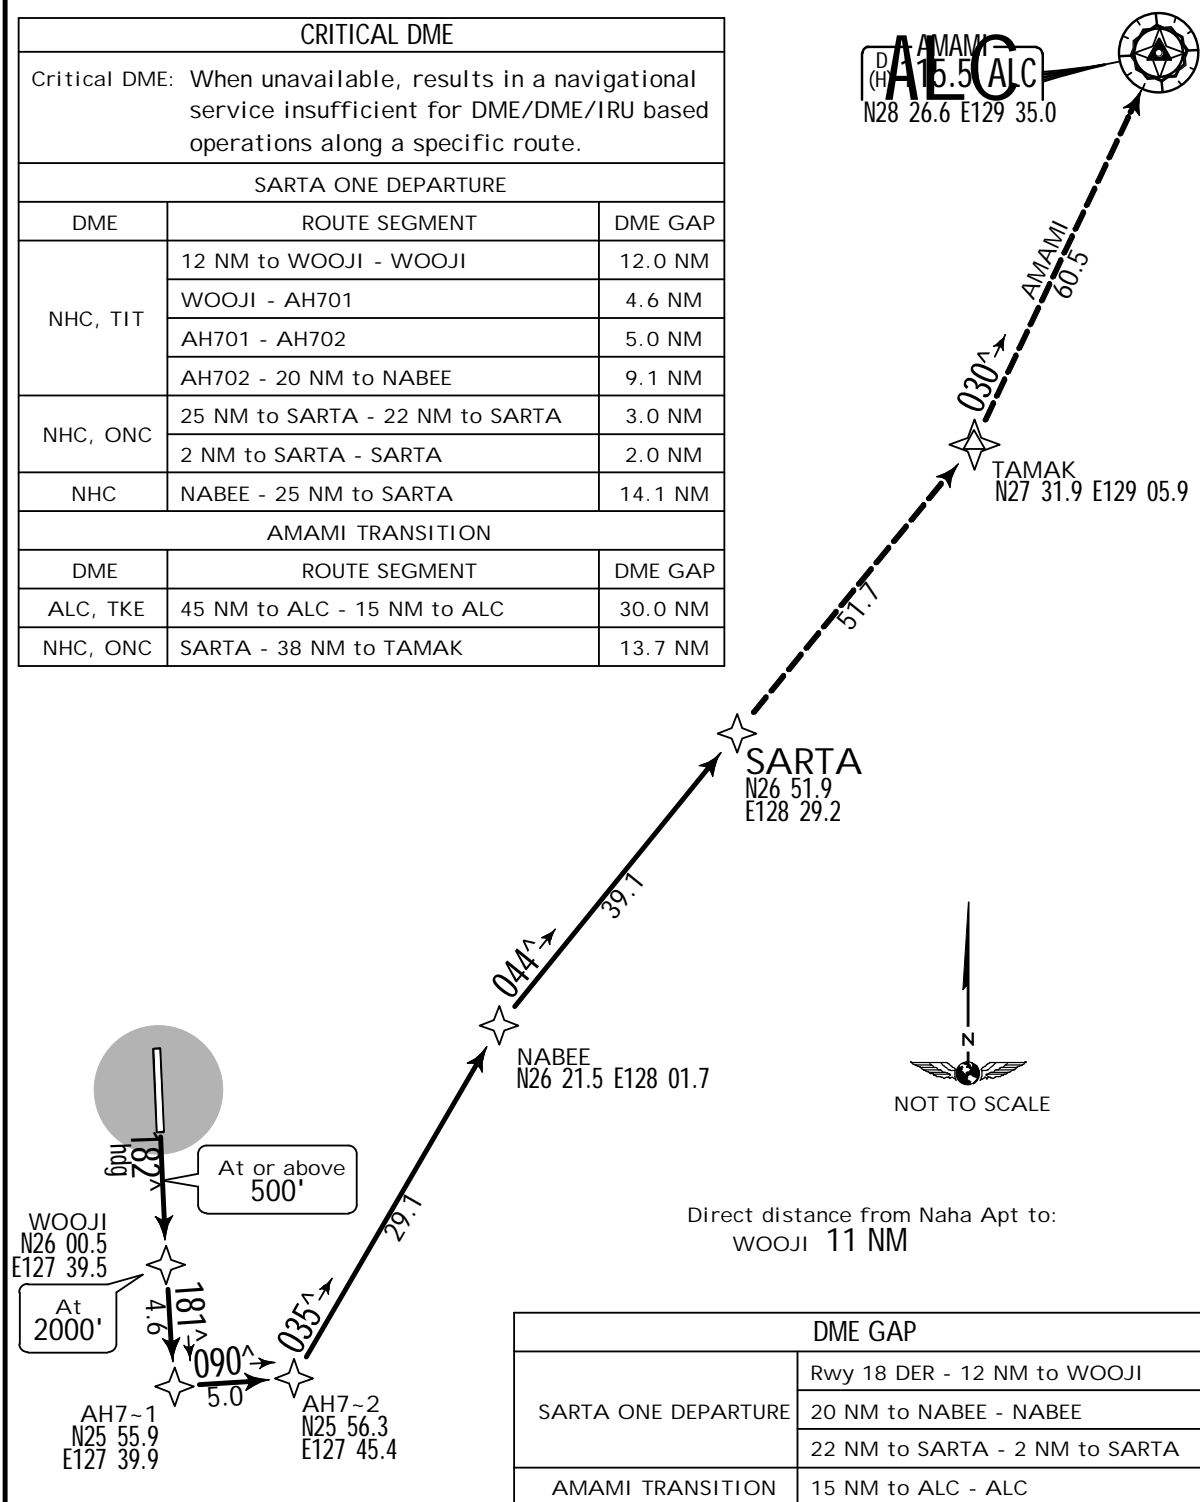 CRITICAL DME
Critical DME: When unavailable, results in a navigational
service insufficient for DME/DME/IRU based
operations along a specific route.
SARTA ONE DEPARTURE
DME ROUTE SEGMENT DME GAP
NHC, TIT
12 NM to WOOJI - WOOJI 12.0 NM
WOOJI - AH701 4.6 NM
AH701 - AH702 5.0 NM
AH702 - 20 NM to NABEE 9.1 NM
NHC, ONC
25 NM to SARTA - 22 NM to SARTA 3.0 NM
2 NM to SARTA - SARTA 2.0 NM
NHC NABEE - 25 NM to SARTA 14.1 NM
AMAMI TRANSITION
DME ROUTE SEGMENT DME GAP
ALC, TKE 45 NM to ALC - 15 NM to ALC 30.0 NM
NHC, ONC SARTA - 38 NM to TAMAK 13.7 NM
AMAMI
D
(H) 115.5 ALC
ALC
N28 26.6 E129 35.0
AMAMI
60.5
030^
TAMAK
N27 31.9 E129 05.9
51.7
SARTA
N26 51.9
E128 29.2
39.1
044^
NABEE
N26 21.5 E128 01.7
N
NOT TO SCALE
182^
hdg
At or above
500'
WOOJI
N26 00.5
E127 39.5
At
2000'
181^
4.6
090^
5.0
035^
29.1
AH7~1
N25 55.9
E127 39.9
AH7~2
N25 56.3
E127 45.4
Direct distance from Naha Apt to:
WOOJI 11 NM
DME GAP
SARTA ONE DEPARTURE
Rwy 18 DER - 12 NM to WOOJI
20 NM to NABEE - NABEE
22 NM to SARTA - 2 NM to SARTA
AMAMI TRANSITION 15 NM to ALC - ALC